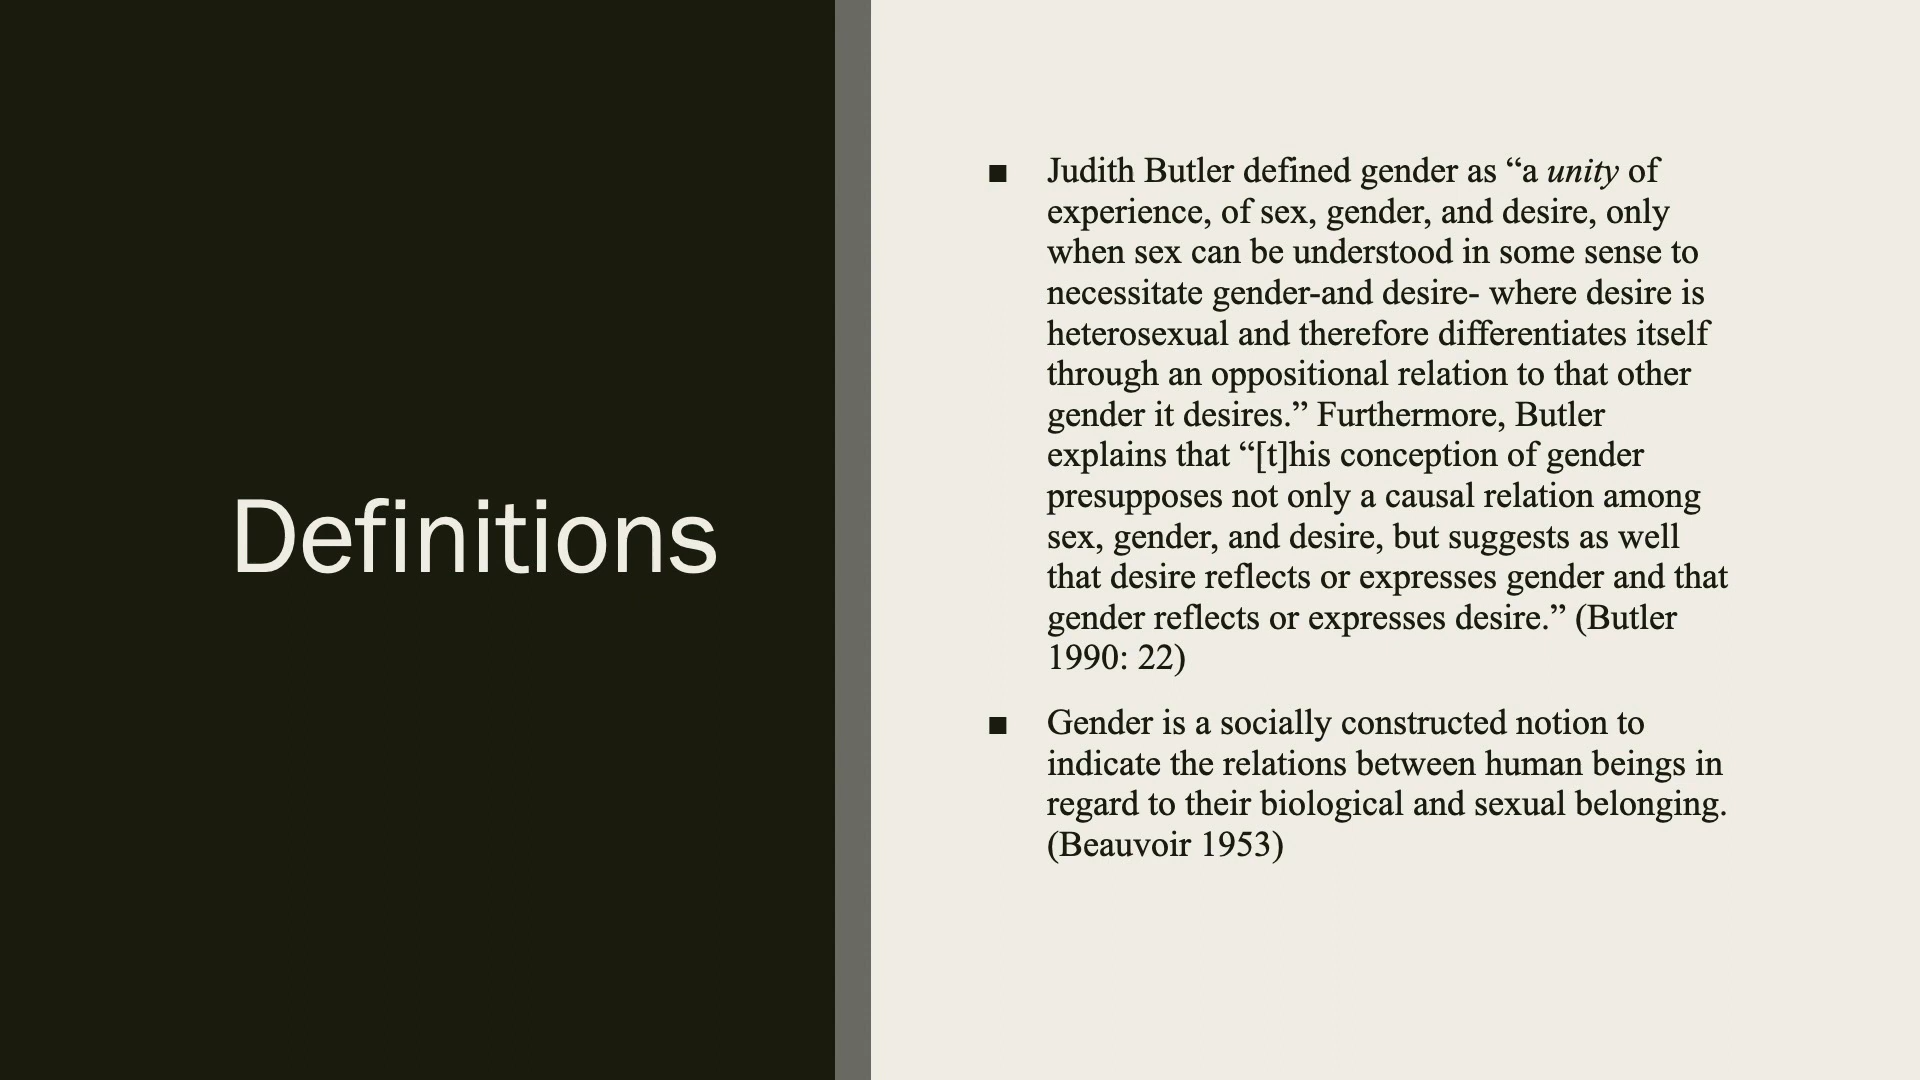 Definitions
■ Judith Butler defined gender as “a unity of
experience, of sex, gender, and desire, only
when sex can be understood in some sense to
necessitate gender-and desire- where desire is
heterosexual and therefore differentiates itself
through an oppositional relation to that other
gender it desires.” Furthermore, Butler
explains that “[t]his conception of gender
presupposes not only a causal relation among
sex, gender, and desire, but suggests as well
that desire reflects or expresses gender and that
gender reflects or expresses desire.” (Butler
1990: 22)
■ Gender is a socially constructed notion to
indicate the relations between human beings in
regard to their biological and sexual belonging.
(Beauvoir 1953)